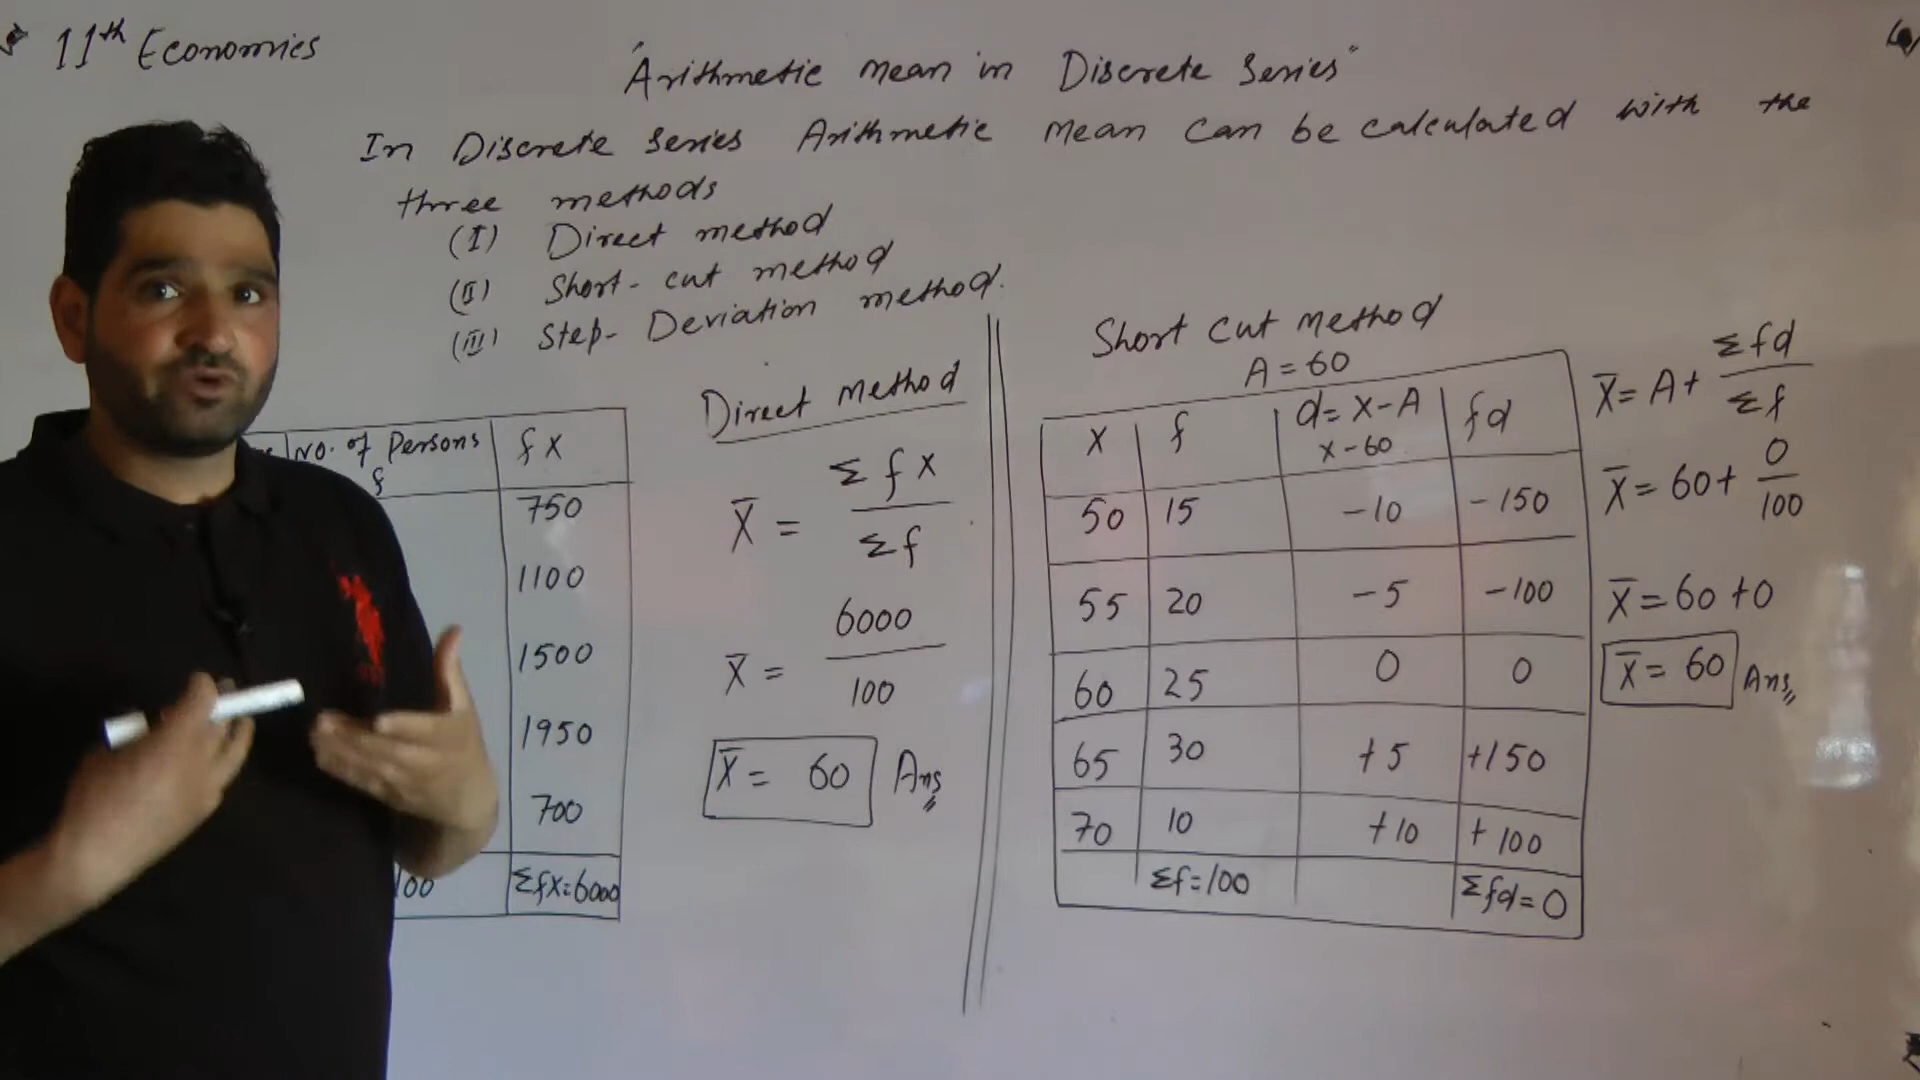 11th Economics
"Arithmetic mean in Discrete Series"
In Discrete series Arithmetic mean can be calculated with the
three methods
(I) Direct method
(II) Short-cut method
(III) Step-Deviation method.
No. of Persons f | f X
750
1100
1500
1950
700
100 | Σfx=6000
Direct method
X̄ = Σfx / Σf
X̄ = 6000 / 100
X̄ = 60 Ans
Short cut method
A = 60
X | f | d = X-A | fd
X-60
50 | 15 | -10 | -150
55 | 20 | -5 | -100
60 | 25 | 0 | 0
65 | 30 | +5 | +150
70 | 10 | +10 | +100
Σf=100 | Σfd=0
X̄ = A + Σfd / Σf
X̄ = 60 + 0 / 100
X̄ = 60 + 0
X̄ = 60 Ans